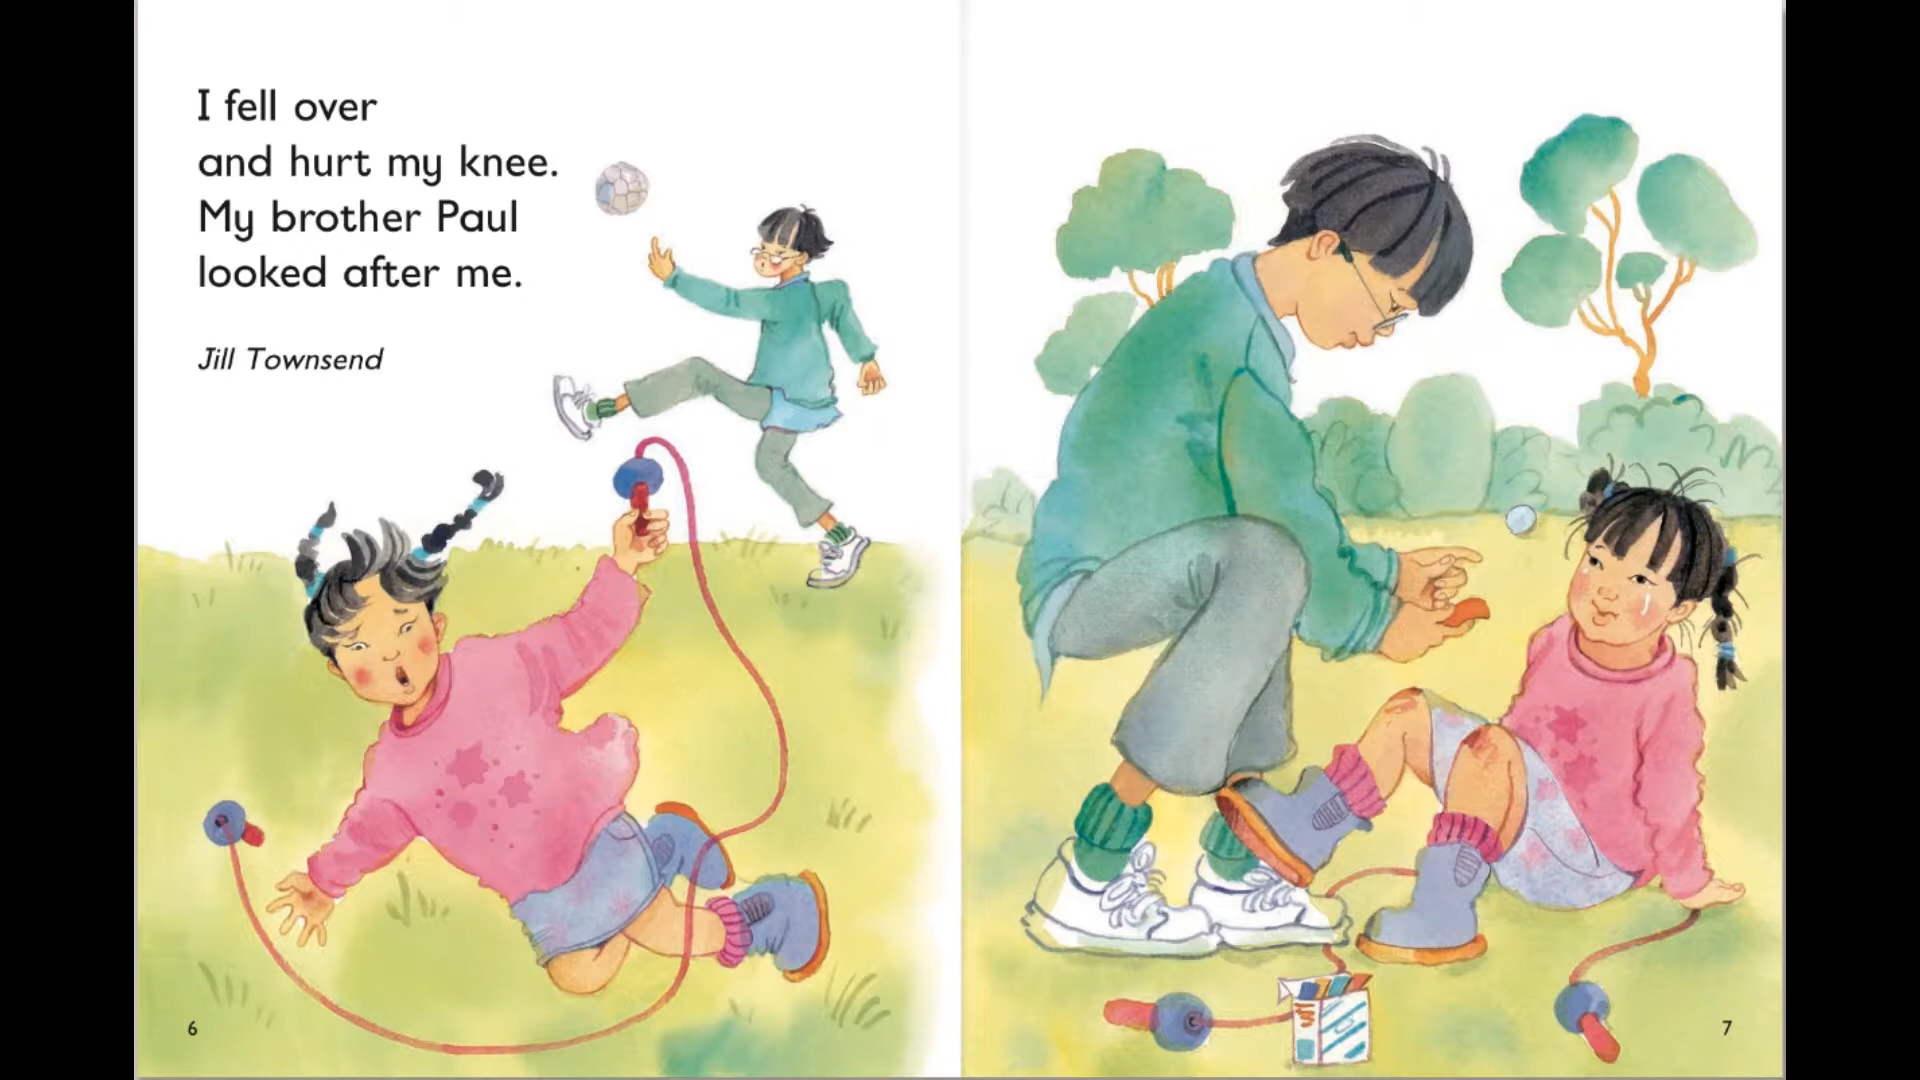 I fell over
and hurt my knee.
My brother Paul
looked after me.
Jill Townsend
6
7